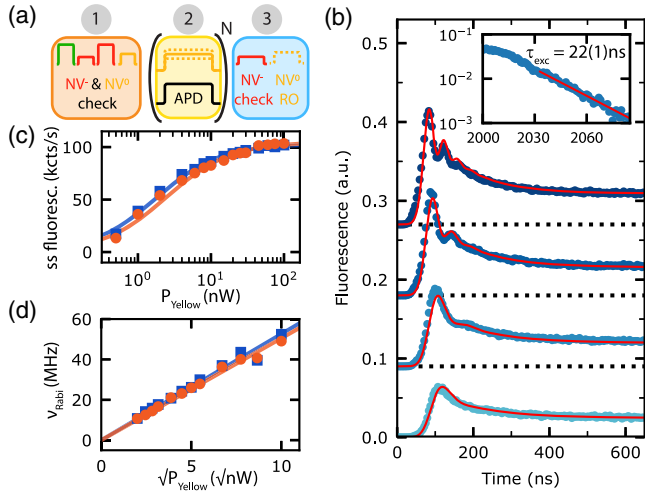 (a)
1
2
N
3
NV⁻ & NV⁰
check
APD
NV⁻
check
NV⁰
RO
(b)
0.5
0.4
0.3
0.2
0.1
0.0
Fluorescence (a.u.)
0
200
400
600
Time (ns)
10⁻¹
10⁻²
10⁻³
2000
2030
2060
τexc = 22(1)ns
(c)
100
50
0
ss fluoresc. (kcts/s)
10⁰
10¹
10²
PYellow (nW)
(d)
60
40
20
0
νRabi
(MHz)
0
5
10
√PYellow (√nW)